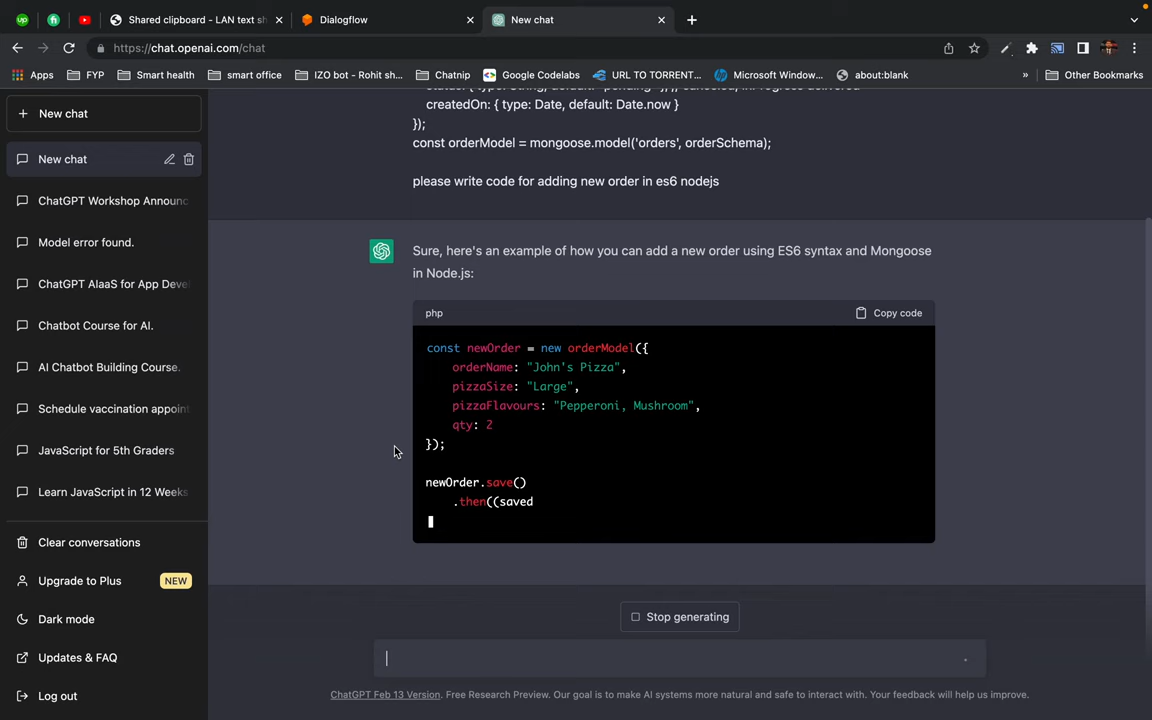 up
fi
Shared clipboard - LAN text sh
Dialogflow
New chat
https://chat.openai.com/chat
Apps
FYP
Smart health
smart office
IZO bot - Rohit sh...
Chatnip
Google Codelabs
URL TO TORRENT...
Microsoft Window...
about:blank
»
Other Bookmarks
+ New chat
New chat
ChatGPT Workshop Announc
Model error found.
ChatGPT AIaaS for App Deve
Chatbot Course for AI.
AI Chatbot Building Course.
Schedule vaccination appoint
JavaScript for 5th Graders
Learn JavaScript in 12 Weeks
Clear conversations
Upgrade to Plus NEW
Dark mode
Updates & FAQ
Log out
createdOn: { type: Date, default: Date.now }
});
const orderModel = mongoose.model('orders', orderSchema);
please write code for adding new order in es6 nodejs
Sure, here's an example of how you can add a new order using ES6 syntax and Mongoose
in Node.js:
php Copy code
const newOrder = new orderModel({
orderName: "John's Pizza",
pizzaSize: "Large",
pizzaFlavours: "Pepperoni, Mushroom",
qty: 2
});
newOrder.save()
.then((saved
Stop generating
ChatGPT Feb 13 Version. Free Research Preview. Our goal is to make AI systems more natural and safe to interact with. Your feedback will help us improve.